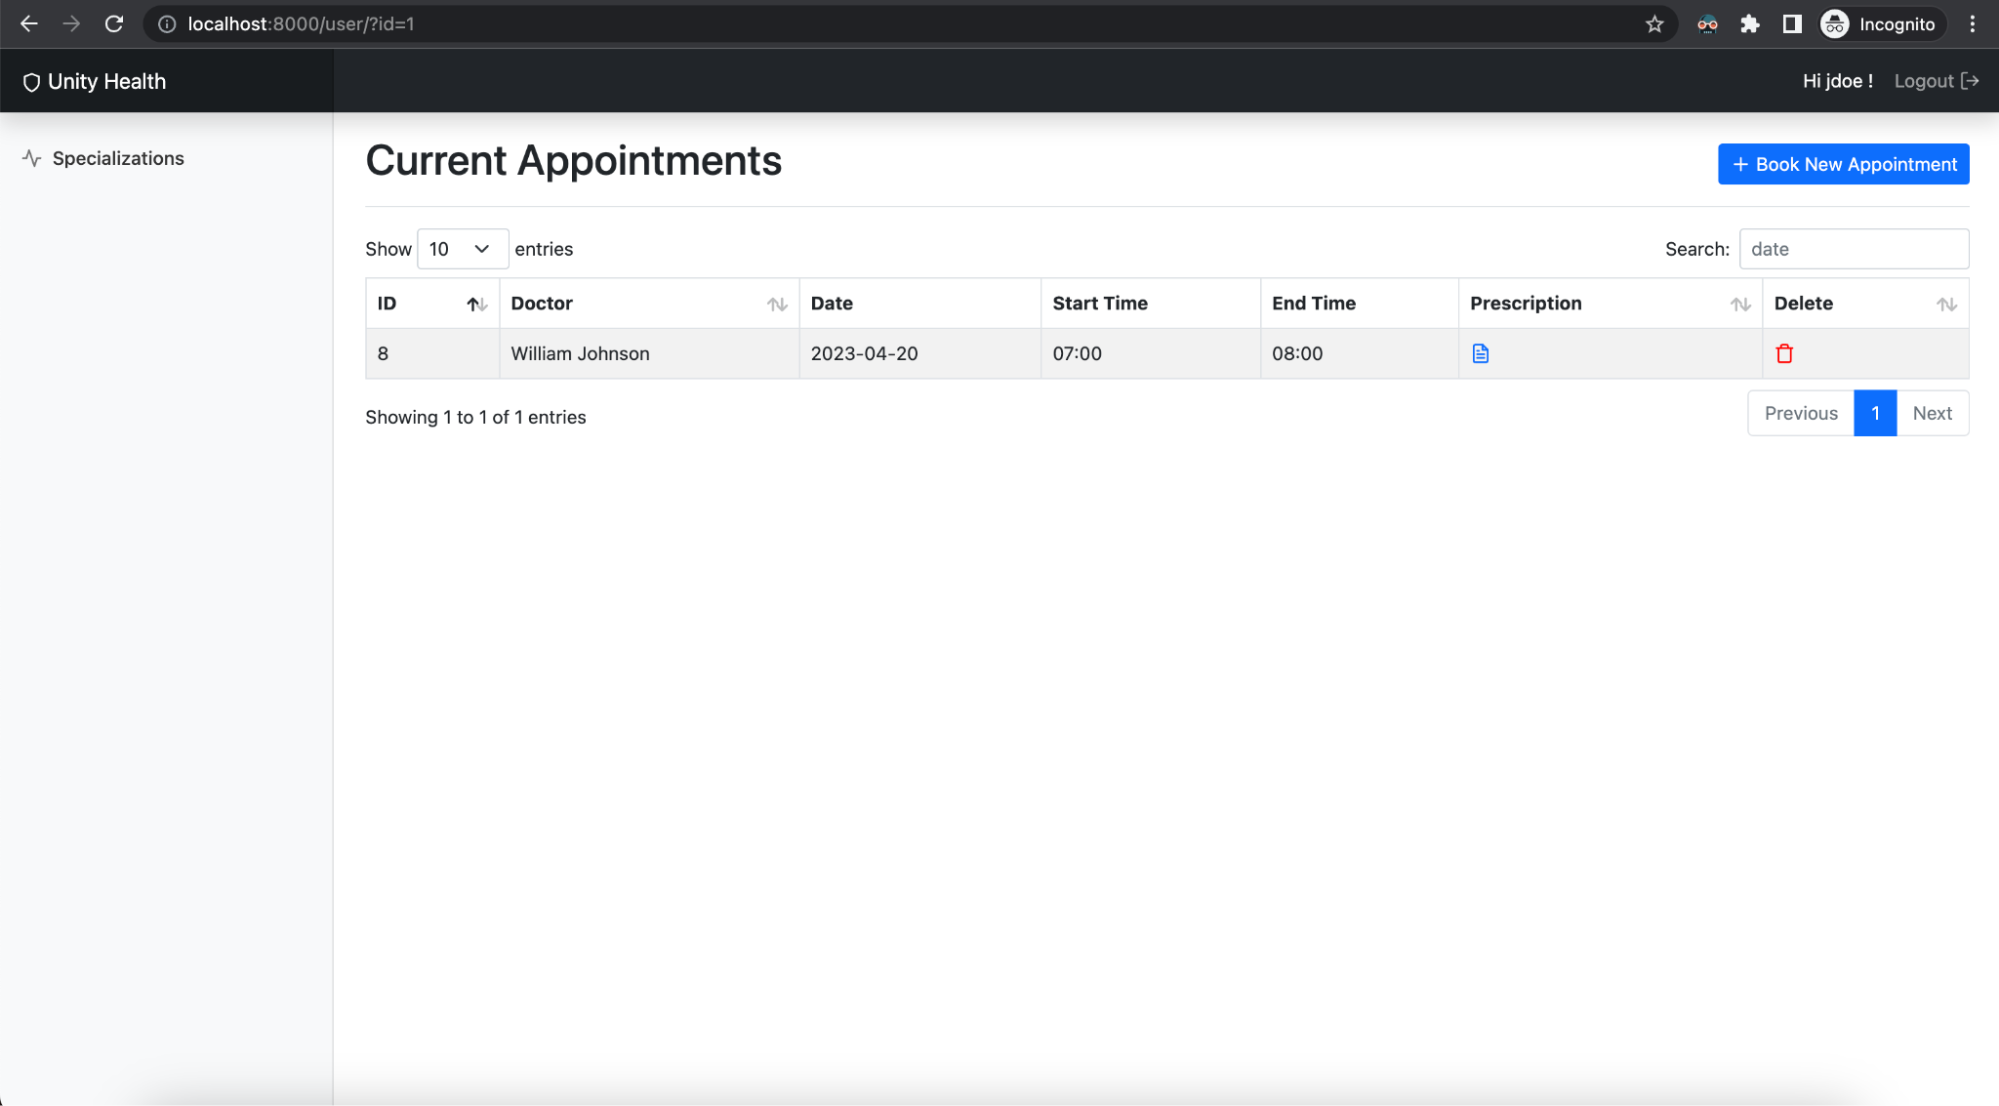 localhost:8000/user/?id=1
Incognito
Unity Health
Hi jdoe !
Logout
Specializations
Current Appointments
+ Book New Appointment
Show 10 entries
Search: date
ID Doctor Date Start Time End Time Prescription Delete
8 William Johnson 2023-04-20 07:00 08:00
Showing 1 to 1 of 1 entries
Previous 1 Next